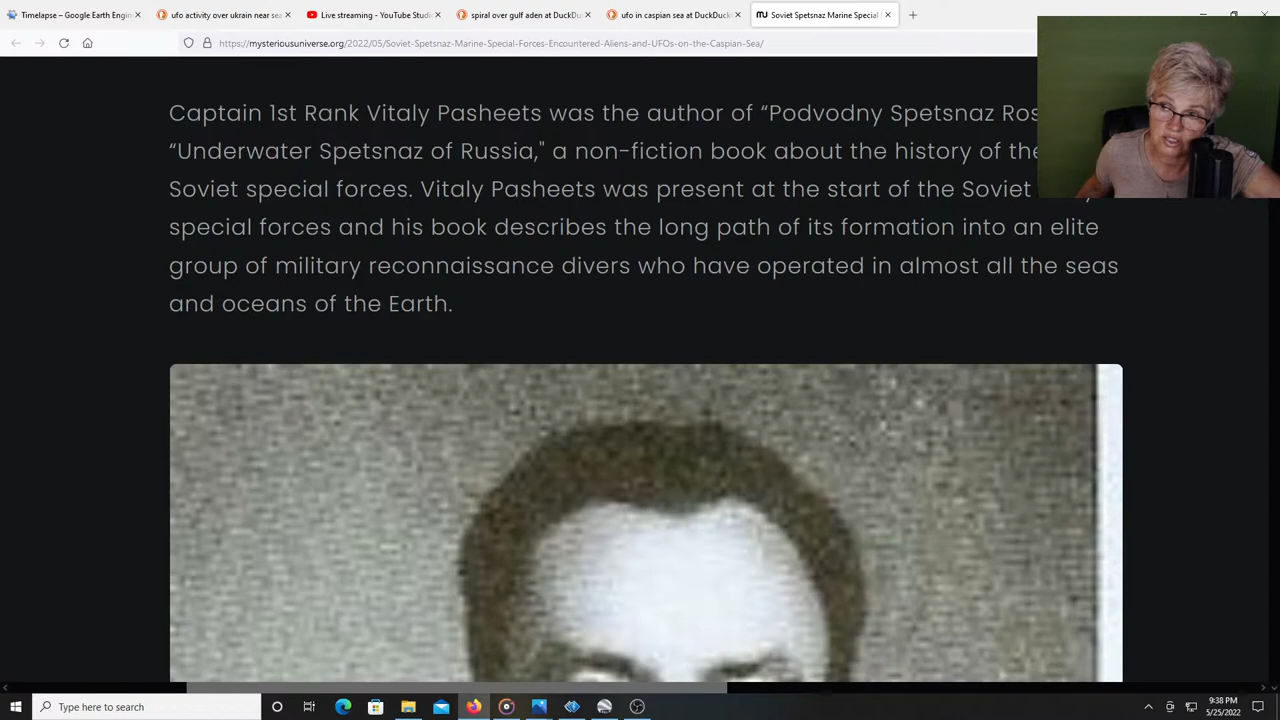 Timelapse – Google Earth Engin
ufo activity over ukrain near sea
Live streaming - YouTube Studio
spiral over gulf aden at DuckDu
ufo in caspian sea at DuckDuck
Soviet Spetsnaz Marine Special
https://mysteriousuniverse.org/2022/05/Soviet-Spetsnaz-Marine-Special-Forces-Encountered-Aliens-and-UFOs-on-the-Caspian-Sea/
Captain 1st Rank Vitaly Pasheets was the author of “Podvodny Spetsnaz Ros
“Underwater Spetsnaz of Russia," a non-fiction book about the history of the
Soviet special forces. Vitaly Pasheets was present at the start of the Soviet
special forces and his book describes the long path of its formation into an elite
group of military reconnaissance divers who have operated in almost all the seas
and oceans of the Earth.
Type here to search
9:38 PM
5/25/2022